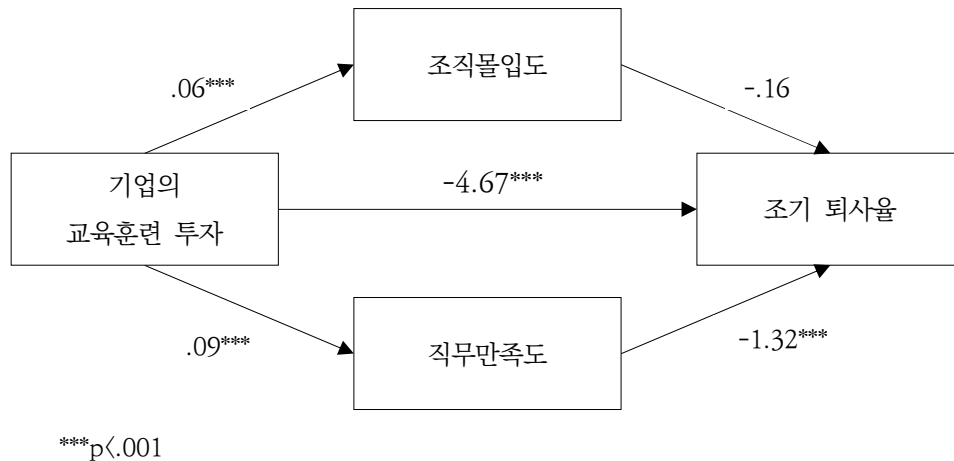 조직몰입도
.06***
-.16
기업의
교육훈련 투자
-4.67***
조기 퇴사율
.09***
-1.32***
직무만족도
***p<.001